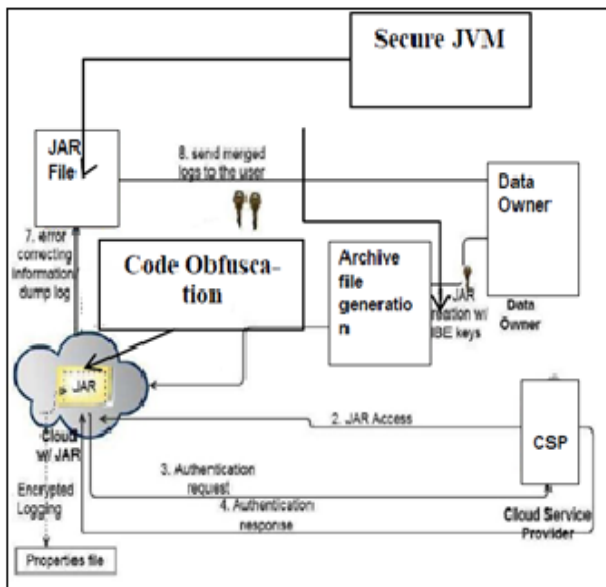 Secure JVM
JAR
File
8. send merged
logs to the user
Data
Owner
7. error
correcting
information/
dump log
Code Obfusca-
tion
Archive
file
generatio
n
JAR
reation w/
IBE keys
Data
Owner
JAR
Cloud
w/ JAR
2. JAR Access
CSP
3. Authentication
request
4. Authentication
response
Encrypted
Logging
Cloud Service
Provider
Properties file